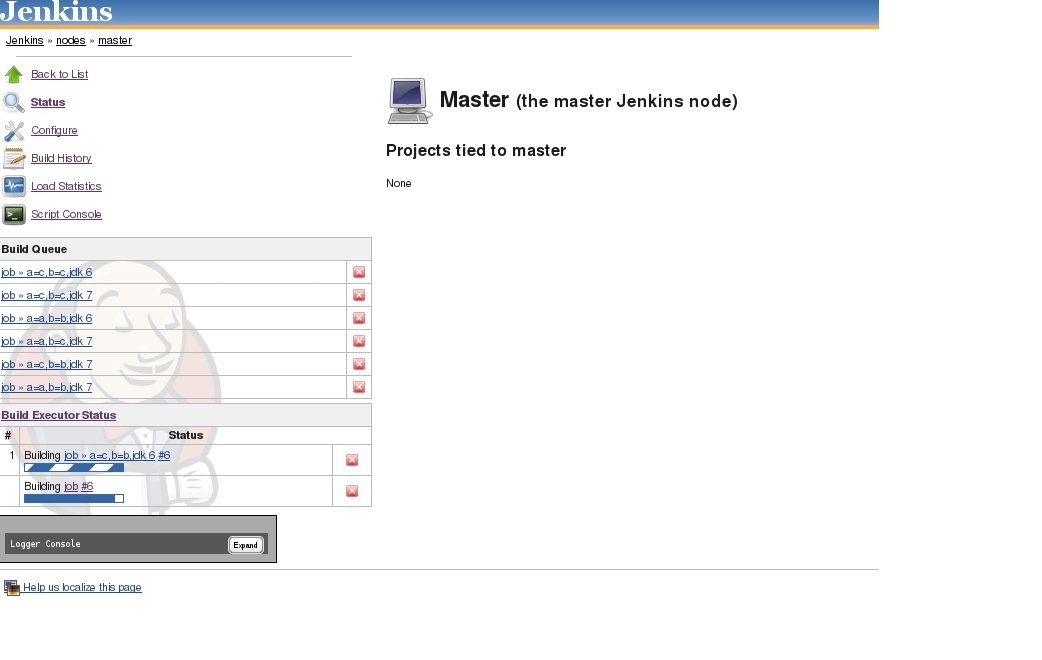 Jenkins
Jenkins » nodes » master
Back to List
Status
Configure
Build History
Load Statistics
Script Console
Master (the master Jenkins node)
Projects tied to master
None
Build Queue
job » a=c,b=c,jdk 6
job » a=c,b=c,jdk 7
job » a=a,b=b,jdk 6
job » a=a,b=c,jdk 7
job » a=c,b=b,jdk 7
job » a=a,b=b,jdk 7
Build Executor Status
# Status
1 Building job » a=c,b=b,jdk 6 #6
Building job #6
Logger Console Expand
Help us localize this page